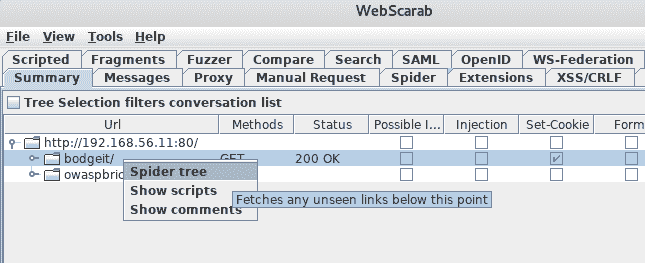 WebScarab
File View Tools Help
Scripted Fragments Fuzzer Compare Search SAML OpenID WS-Federation
Summary Messages Proxy Manual Request Spider Extensions XSS/CRLF
Tree Selection filters conversation list
Url Methods Status Possible I... Injection Set-Cookie Form
http://192.168.56.11:80/
bodgeit/ GET 200 OK
owaspbric
Spider tree
Show scripts
Show comments
Fetches any unseen links below this point